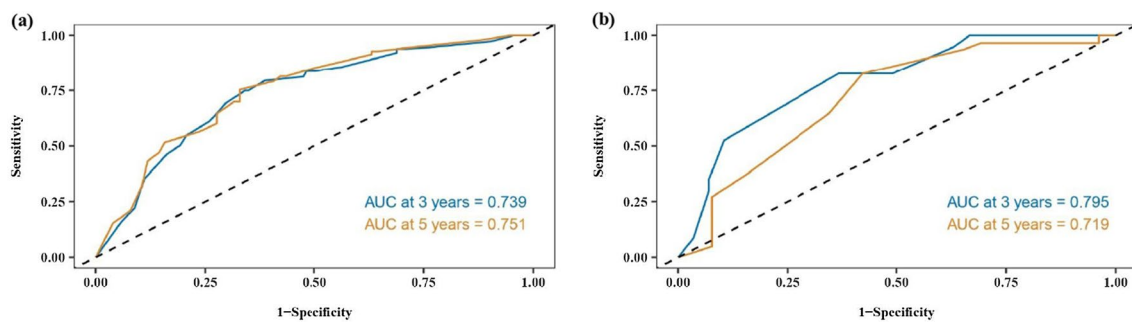 (a)
1.00
0.75
0.50
0.25
0.00
Sensitivity
AUC at 3 years = 0.739
AUC at 5 years = 0.751
0.00 0.25 0.50 0.75 1.00
1−Specificity
(b)
1.00
0.75
0.50
0.25
0.00
Sensitivity
AUC at 3 years = 0.795
AUC at 5 years = 0.719
0.00 0.25 0.50 0.75 1.00
1−Specificity